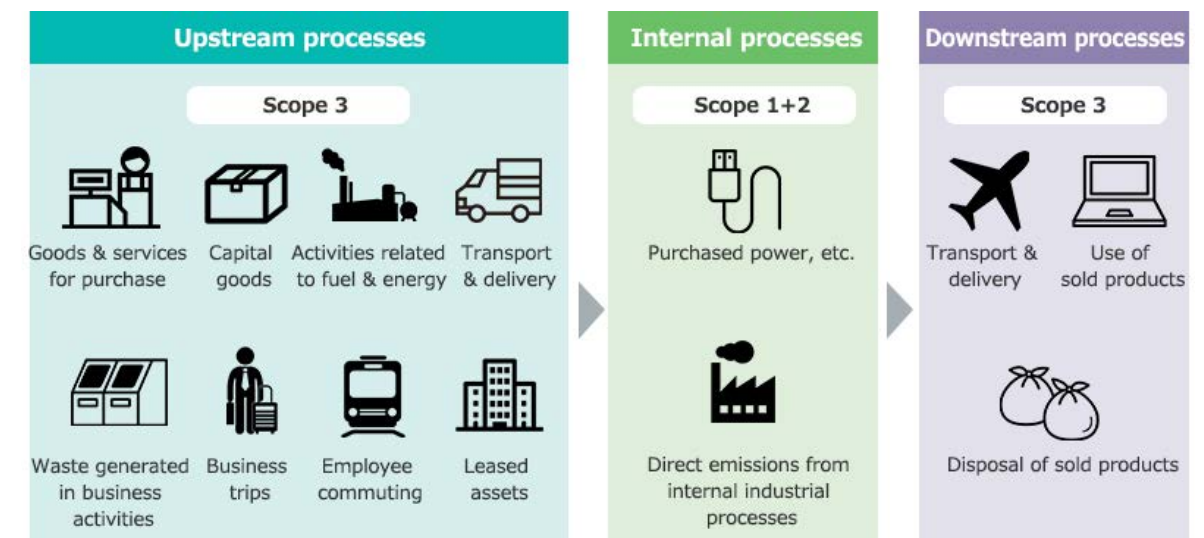 Upstream processes
Scope 3
Goods & services
for purchase
Capital
goods
Activities related
to fuel & energy
Transport
& delivery
Waste generated
in business
activities
Business
trips
Employee
commuting
Leased
assets
Internal processes
Scope 1+2
Purchased power, etc.
Direct emissions from
internal industrial
processes
Downstream processes
Scope 3
Transport &
delivery
Use of
sold products
Disposal of sold products